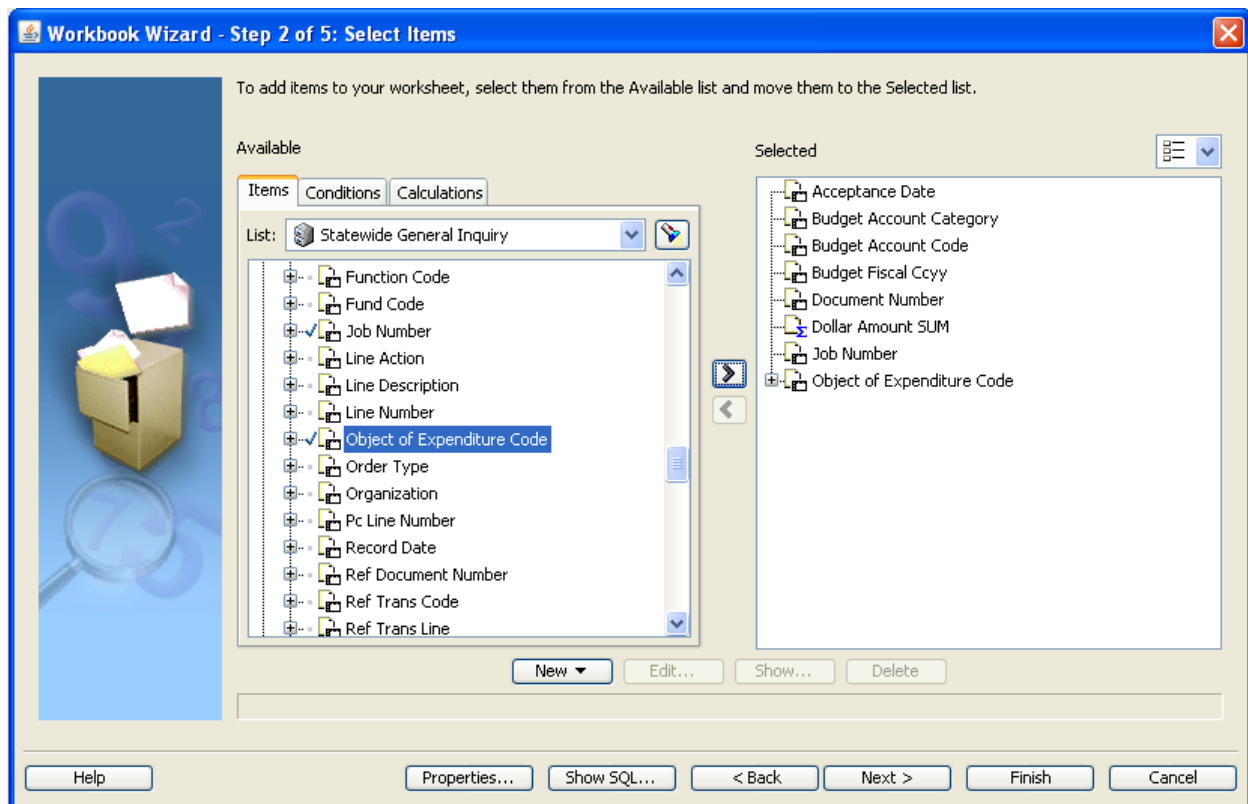 Workbook Wizard - Step 2 of 5: Select Items
To add items to your worksheet, select them from the Available list and move them to the Selected list.
Available
Items Conditions Calculations
List: Statewide General Inquiry
Function Code
Fund Code
Job Number
Line Action
Line Description
Line Number
Object of Expenditure Code
Order Type
Organization
Pc Line Number
Record Date
Ref Document Number
Ref Trans Code
Ref Trans Line
Selected
Acceptance Date
Budget Account Category
Budget Account Code
Budget Fiscal Ccyy
Document Number
Dollar Amount SUM
Job Number
Object of Expenditure Code
New Edit... Show... Delete
Help Properties... Show SQL... < Back Next > Finish Cancel